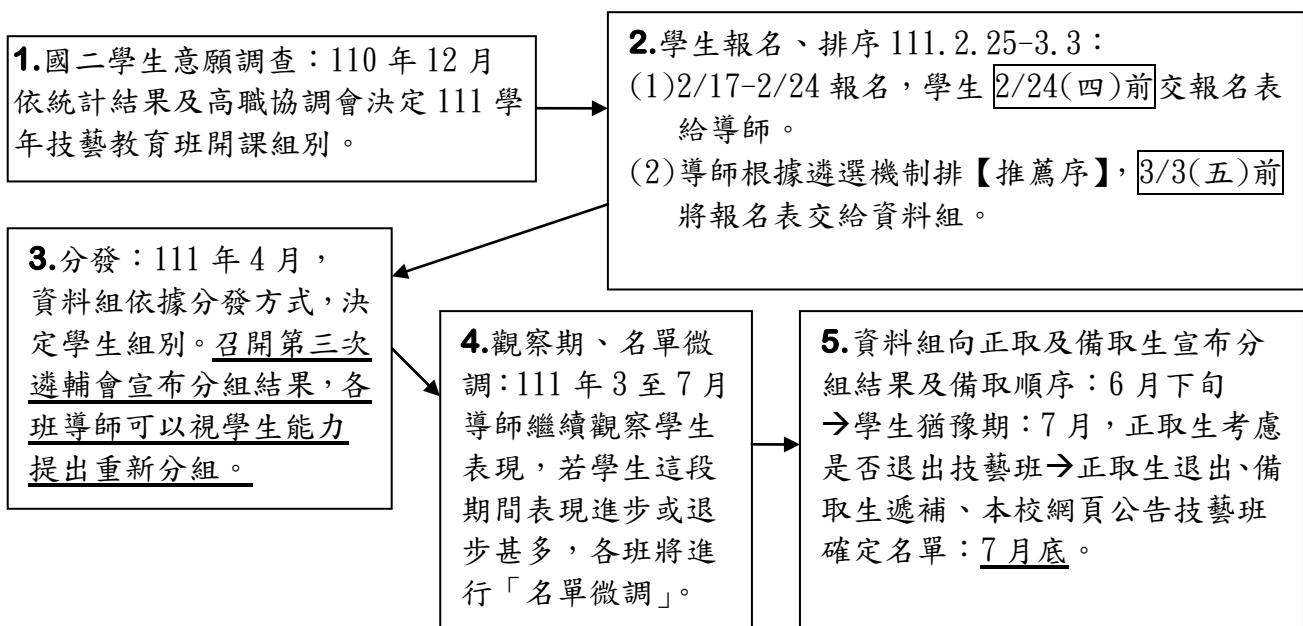 1.國二學生意願調查：110 年 12 月
依統計結果及高職協調會決定 111 學
年技藝教育班開課組別。
2.學生報名、排序 111.2.25-3.3：
(1)2/17-2/24 報名，學生 2/24(四)前交報名表
給導師。
(2)導師根據遴選機制排【推薦序】，3/3(五)前
將報名表交給資料組。
3.分發：111 年 4 月，
資料組依據分發方式，決
定學生組別。召開第三次
遴輔會宣布分組結果，各
班導師可以視學生能力
提出重新分組。
4.觀察期、名單微
調：111 年 3 至 7 月
導師繼續觀察學生
表現，若學生這段
期間表現進步或退
步甚多，各班將進
行「名單微調」。
5.資料組向正取及備取生宣布分
組結果及備取順序：6 月下旬
→學生猶豫期：7 月，正取生考慮
是否退出技藝班→正取生退出、備
取生遞補、本校網頁公告技藝班
確定名單：7 月底。